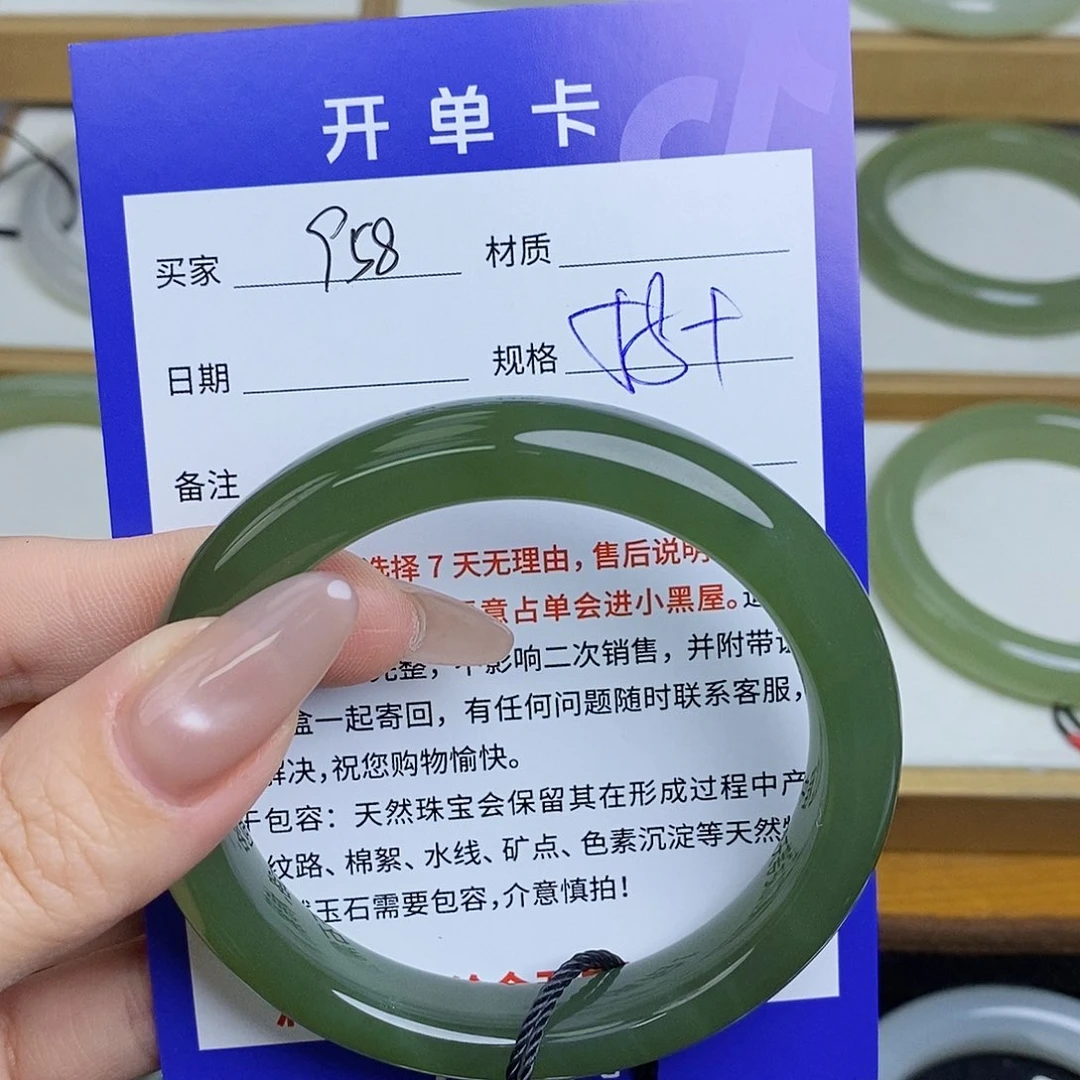 开单卡
买家 958 材质
日期 规格
备注
选择7天无理由,售后说明
意占单会进小黑屋。
完整,不影响二次销售,并附带
盒一起寄回,有任何问题随时联系客服,
解决,祝您购物愉快。
包容:天然珠宝会保留其在形成过程中产
纹路、棉絮、水线、矿点、色素沉淀等天然
玉石需要包容,介意慎拍!